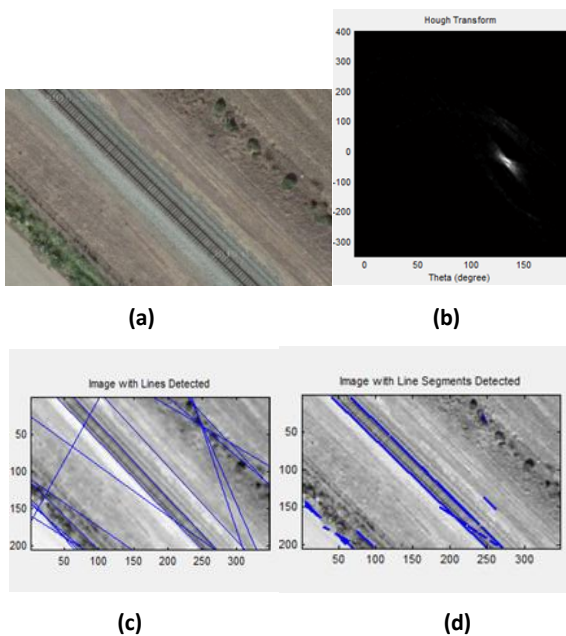 Hough Transform
400
300
200
100
0
-100
-200
-300
0 50 100 150
Theta (degree)
(a) (b)
Image with Lines Detected
50
100
150
200
50 100 150 200 250 300
(c)
Image with Line Segments Detected
50
100
150
200
50 100 150 200 250 300
(d)